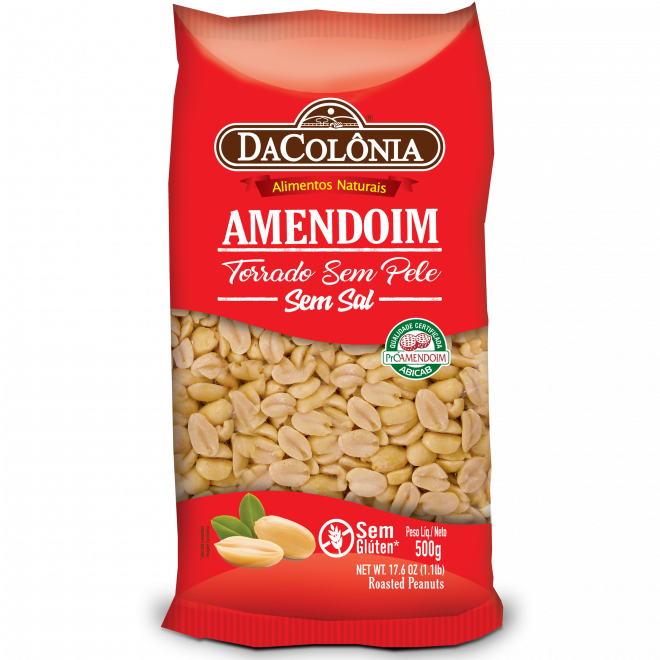 DACOLÔNIA
®
Alimentos Naturais
AMENDOIM
Torrado Sem Pele
Sem Sal
QUALIDADE CERTIFICADA
PRÓAMENDOIM
ABICAB
Sem
Glúten*
Peso Líq./Neto
500g
NET WT. 17.6 OZ (1.1lb)
Roasted Peanuts